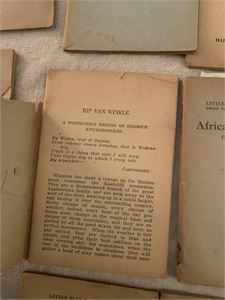 RIP VAN WINKLE
A POSTHUMOUS WRITING OF DIEDRICH
KNICKERBOCKER.
By Woden, God of Saxons,
From whence comes Wensday, that is Wodens-
day,
Truth is a thing that ever I will keep
Unto thylke day in which I creep into
My sepulchre—
CARTWRIGHT.
Whoever has made a voyage up the Hudson
must remember the Kaatskill mountains.
They are a dismembered branch of the great
Appalachian family, and are seen away to the
west of the river, swelling up to a noble height,
and lording it over the surrounding country.
Every change of season, every change of
weather, indeed, every hour of the day pro-
duces some change in the magical hues and
shapes of these mountains, and they are re-
garded by all the good wives, far and near, as
perfect barometers. When the weather is fair
and settled, they are clothed in blue and
purple, and print their bold outlines on the
clear evening sky; but sometimes, when the
rest of the landscape is cloudless, they will
gather a hood of gray vapors about their sum-
LITTLE
Africa